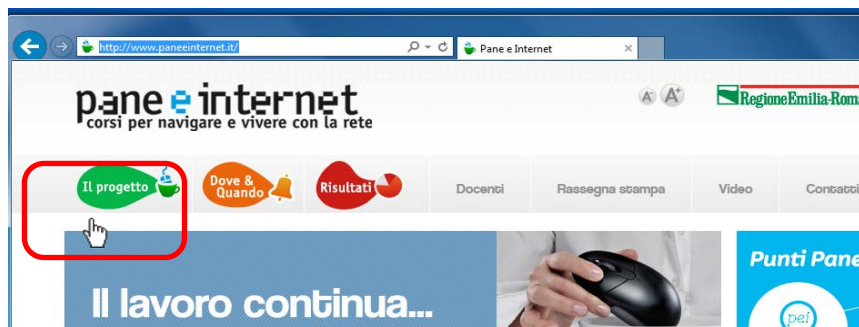 http://www.paneeinternet.it/
Pane e Internet
pane e internet
corsi per navigare e vivere con la rete
A- A+
RegioneEmilia-Rom
Il progetto
Dove &
Quando
Risultati
Docenti
Rassegna stampa
Video
Contatti
Il lavoro continua...
Punti Pane
pei